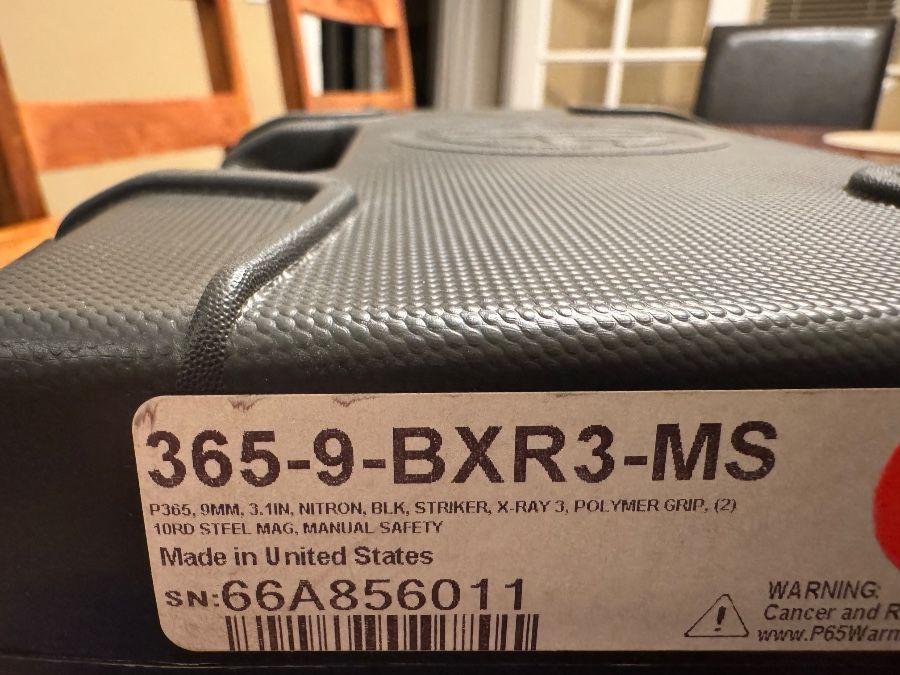 365-9-BXR3-MS
P365, 9MM, 3.1IN, NITRON, BLK, STRIKER, X-RAY 3, POLYMER GRIP, (2)
10RD STEEL MAG, MANUAL SAFETY
Made in United States
SN:66A856011
WARNING:
Cancer and R
www.P65Warn